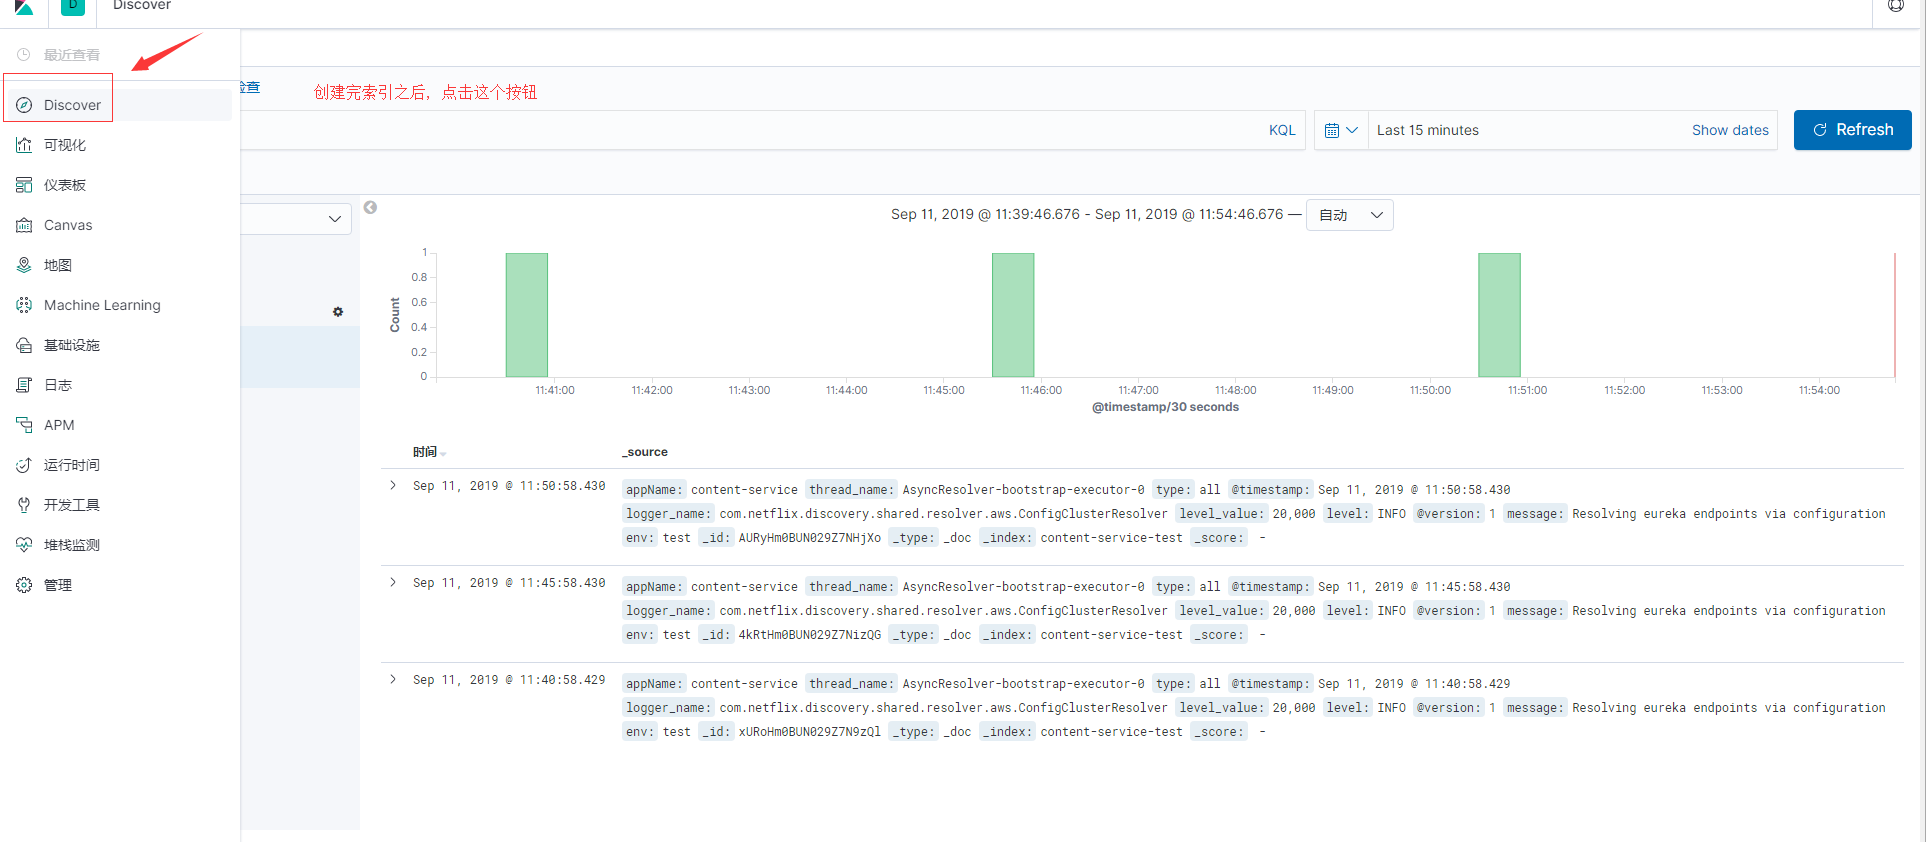 D
Discover
最近查看
Discover
可视化
仪表板
Canvas
地图
Machine Learning
基础设施
日志
APM
运行时间
开发工具
堆栈监测
管理
检查
创建完索引之后，点击这个按钮
KQL
Last 15 minutes
Show dates
Refresh
Sep 11, 2019 @ 11:39:46.676 - Sep 11, 2019 @ 11:54:46.676 —
自动
Count
1
0.8
0.6
0.4
0.2
0
11:41:00 11:42:00 11:43:00 11:44:00 11:45:00 11:46:00 11:47:00 11:48:00 11:49:00 11:50:00 11:51:00 11:52:00 11:53:00 11:54:00
@timestamp/30 seconds
时间 _source
Sep 11, 2019 @ 11:50:58.430
appName: content-service thread_name: AsyncResolver-bootstrap-executor-0 type: all @timestamp: Sep 11, 2019 @ 11:50:58.430
logger_name: com.netflix.discovery.shared.resolver.aws.ConfigClusterResolver level_value: 20,000 level: INFO @version: 1 message: Resolving eureka endpoints via configuration
env: test _id: AURyHm0BUN029Z7NHjXo _type: _doc _index: content-service-test _score: -
Sep 11, 2019 @ 11:45:58.430
appName: content-service thread_name: AsyncResolver-bootstrap-executor-0 type: all @timestamp: Sep 11, 2019 @ 11:45:58.430
logger_name: com.netflix.discovery.shared.resolver.aws.ConfigClusterResolver level_value: 20,000 level: INFO @version: 1 message: Resolving eureka endpoints via configuration
env: test _id: 4kRtHm0BUN029Z7NizQG _type: _doc _index: content-service-test _score: -
Sep 11, 2019 @ 11:40:58.429
appName: content-service thread_name: AsyncResolver-bootstrap-executor-0 type: all @timestamp: Sep 11, 2019 @ 11:40:58.429
logger_name: com.netflix.discovery.shared.resolver.aws.ConfigClusterResolver level_value: 20,000 level: INFO @version: 1 message: Resolving eureka endpoints via configuration
env: test _id: xURoHm0BUN029Z7N9zQl _type: _doc _index: content-service-test _score: -